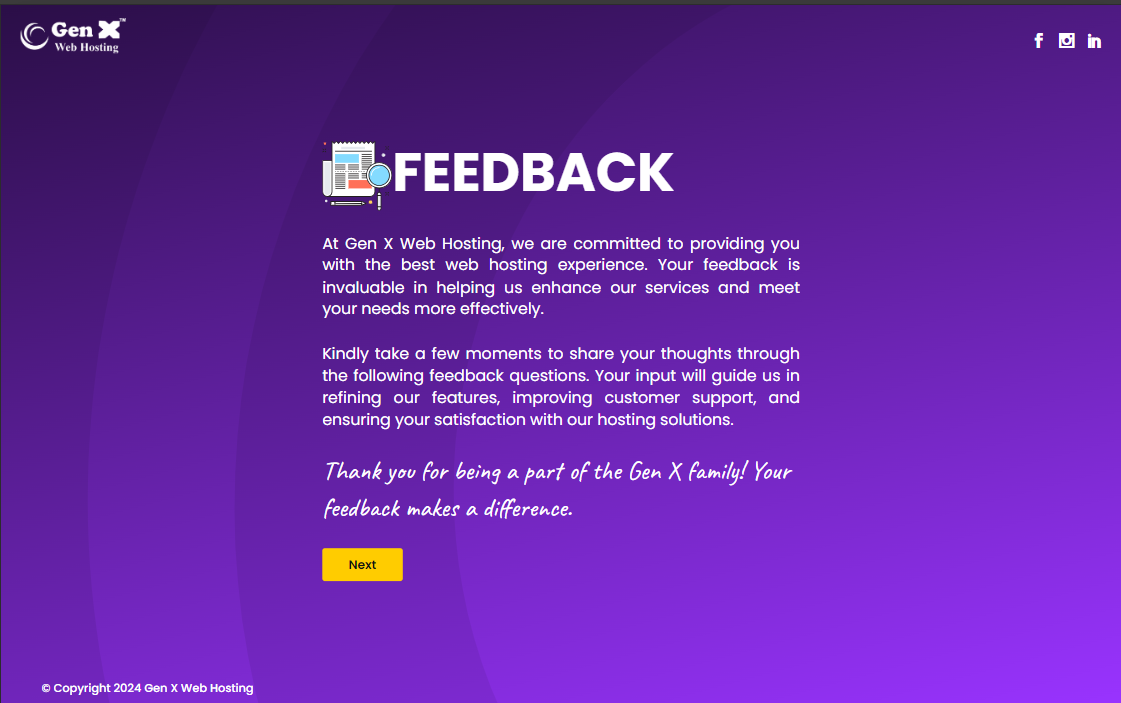 Gen X™
Web Hosting
FEEDBACK
At Gen X Web Hosting, we are committed to providing you
with the best web hosting experience. Your feedback is
invaluable in helping us enhance our services and meet
your needs more effectively.
Kindly take a few moments to share your thoughts through
the following feedback questions. Your input will guide us in
refining our features, improving customer support, and
ensuring your satisfaction with our hosting solutions.
Thank you for being a part of the Gen X family! Your
feedback makes a difference.
Next
© Copyright 2024 Gen X Web Hosting